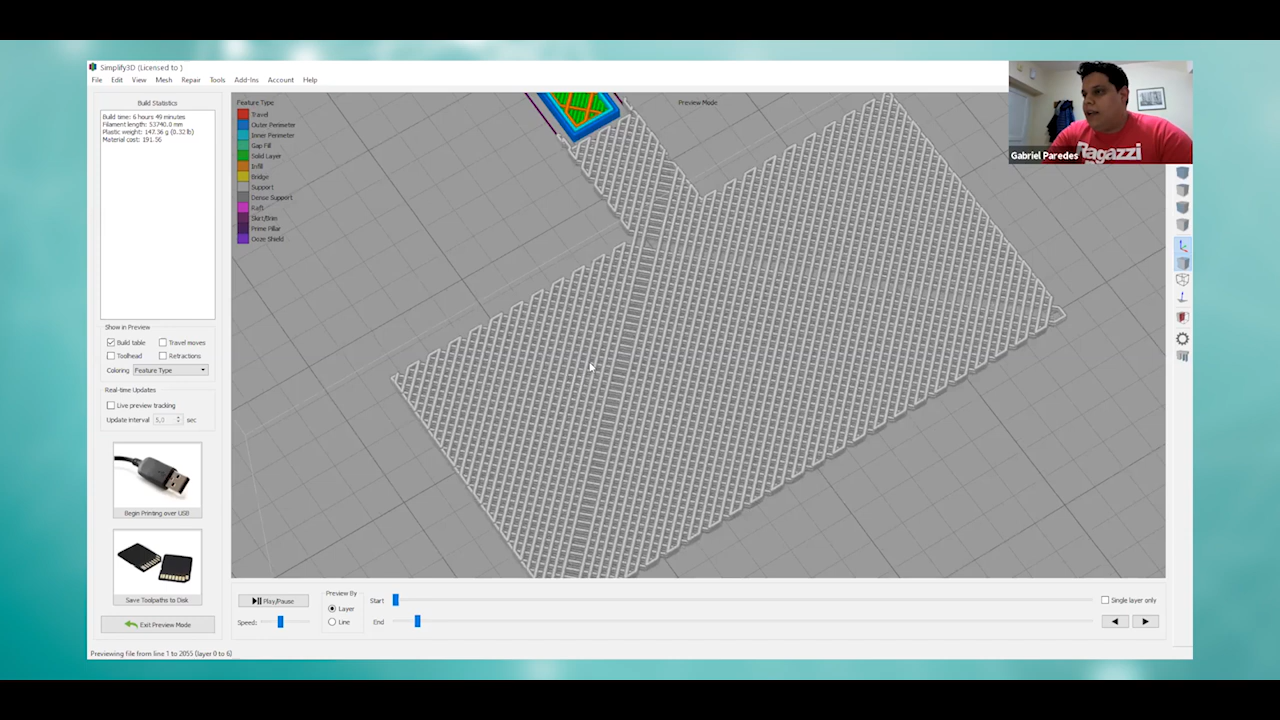 Simplify3D (Licensed to )
File Edit View Mesh Repair Tools Add-Ins Account Help
Build Statistics
Build time: 6 hours 49 minutes
Filament length: 53740.0 mm
Plastic weight: 147.36 g (0.32 lb)
Material cost: 191.56
Show in Preview
Build table
Travel moves
Toolhead
Retractions
Coloring Feature Type
Real-time Updates
Live preview tracking
Update interval 5,0 sec
Begin Printing over USB
Save Toolpaths to Disk
Exit Preview Mode
Feature Type
Travel
Outer Perimeter
Inner Perimeter
Gap Fill
Solid Layer
Infill
Bridge
Support
Dense Support
Raft
Skirt/Brim
Prime Pillar
Ooze Shield
Preview Mode
Gabriel Paredes
Ragazzi
Play/Pause
Speed:
Preview By
Layer
Line
Start
End
Single layer only
Previewing file from line 1 to 2055 (layer 0 to 6)